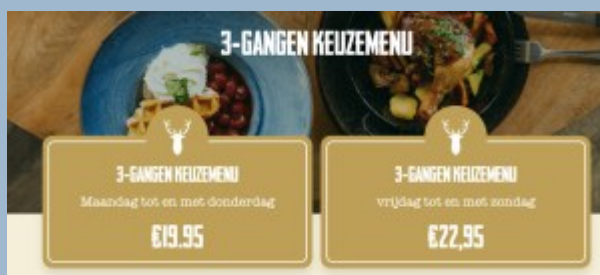 3-GANGEN KEUZEMENU
3-GANGEN KEUZEMENU
Maandag tot en met donderdag
€19.95
3-GANGEN KEUZEMENU
vrijdag tot en met zondag
€22,95